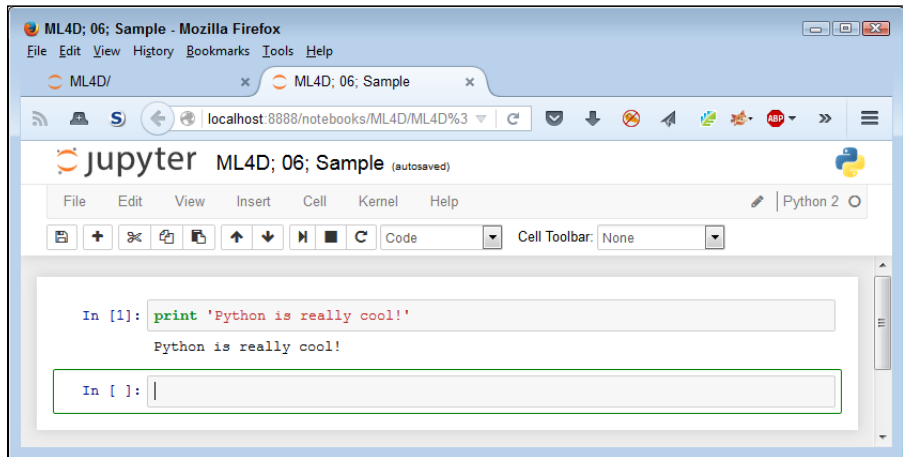 ML4D; 06; Sample - Mozilla Firefox
File Edit View History Bookmarks Tools Help
ML4D/ × ML4D; 06; Sample ×
S) localhost:8888/notebooks/ML4D/ML4D%3 ABP »
jupyter ML4D; 06; Sample (autosaved)
File Edit View Insert Cell Kernel Help Python 2
Code Cell Toolbar: None
In [1]: print 'Python is really cool!'
Python is really cool!
In [ ]: